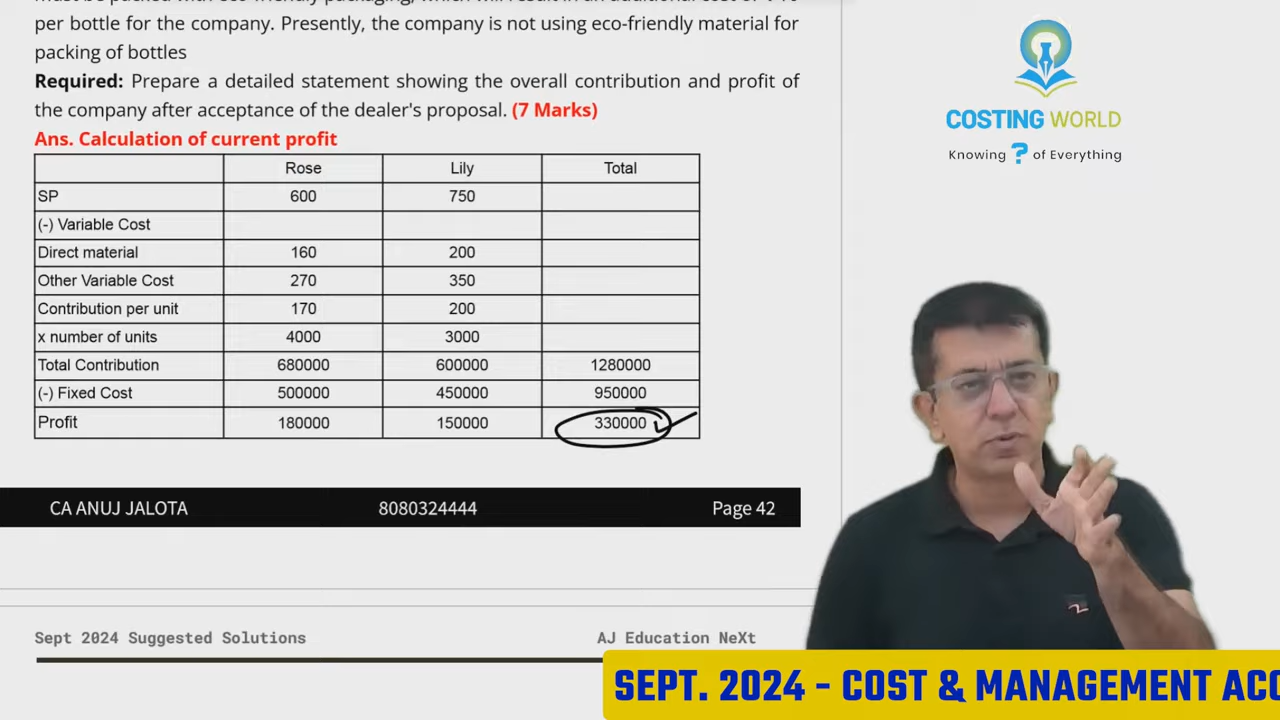 per bottle for the company. Presently, the company is not using eco-friendly material for
packing of bottles
Required: Prepare a detailed statement showing the overall contribution and profit of
the company after acceptance of the dealer's proposal. (7 Marks)
Ans. Calculation of current profit
Rose Lily Total
SP 600 750
(-) Variable Cost
Direct material 160 200
Other Variable Cost 270 350
Contribution per unit 170 200
x number of units 4000 3000
Total Contribution 680000 600000 1280000
(-) Fixed Cost 500000 450000 950000
Profit 180000 150000 330000
CA ANUJ JALOTA 8080324444 Page 42
Sept 2024 Suggested Solutions AJ Education NeXt
COSTING WORLD
Knowing ? of Everything
SEPT. 2024 - COST & MANAGEMENT ACC